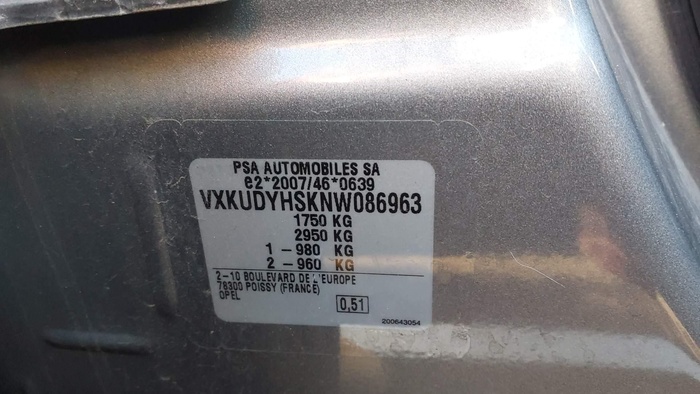 PSA AUTOMOBILES SA
e2*2007/46*0639
VXKUDYHSKNW086963
1750 KG
2950 KG
1 - 980 KG
2 - 960 KG
2-10 BOULEVARD DE L'EUROPE
78300 POISSY (FRANCE)
OPEL
0,51
200643054